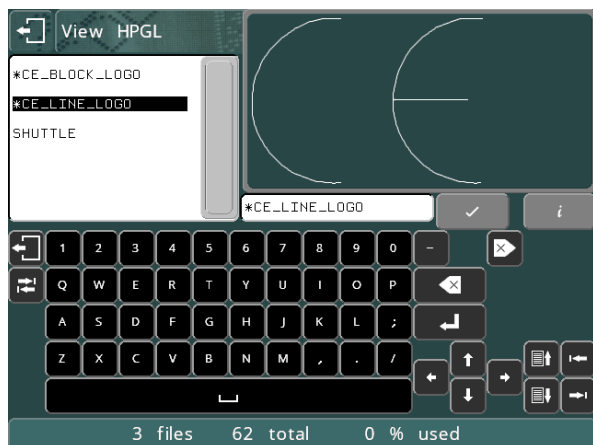 View HPGL
*CE_BLOCK_LOGO
*CE_LINE_LOGO
SHUTTLE
*CE_LINE_LOGO
i
1 2 3 4 5 6 7 8 9 0 -
Q W E R T Y U I O P
A S D F G H J K L ;
Z X C V B N M , . /
3 files 62 total 0 % used